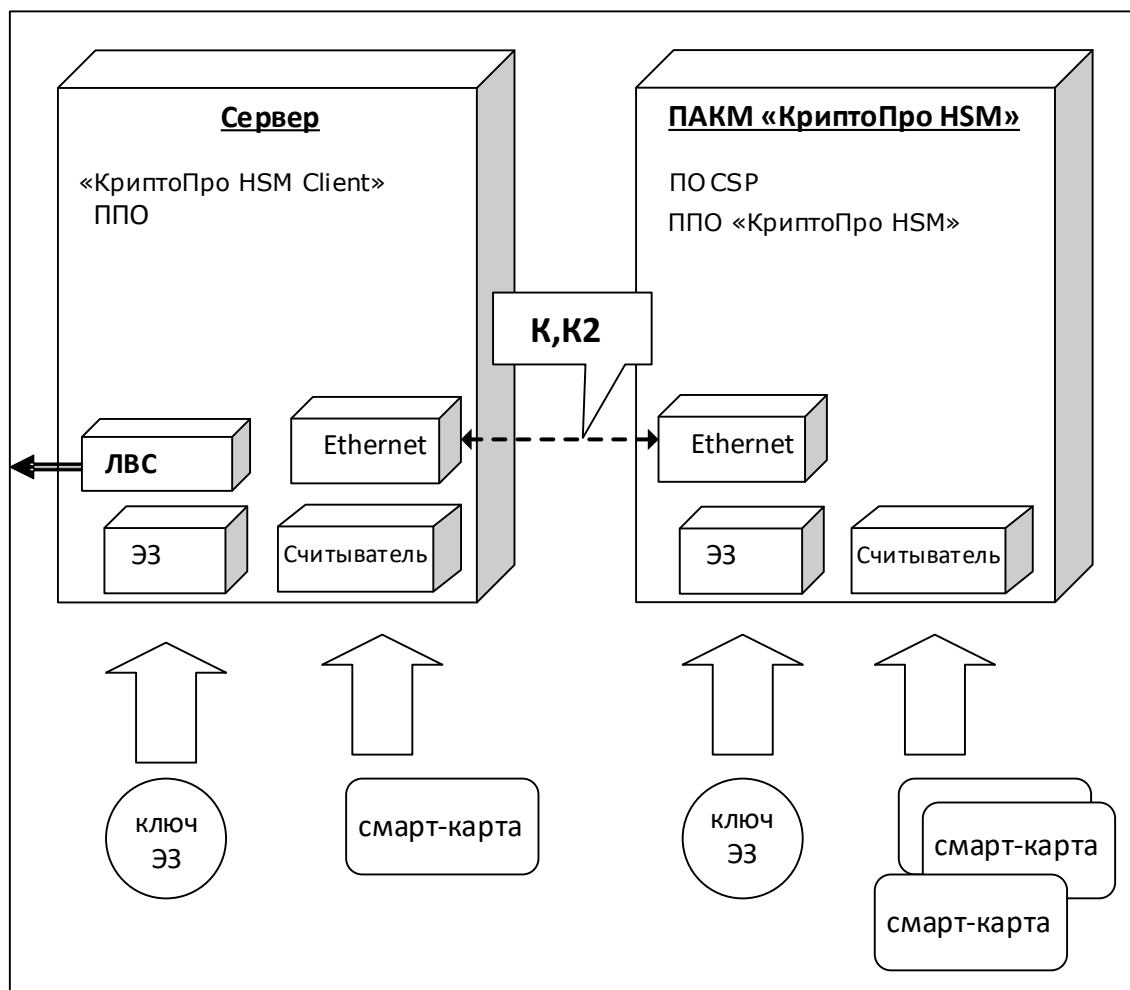 Сервер
«КриптоПро HSM Client»
ППО
ПАКМ «КриптоПро HSM»
ПО CSP
ППО «КриптоПро HSM»
К,К2
ЛВС
Ethernet
Ethernet
ЭЗ
Считыватель
ЭЗ
Считыватель
ключ
ЭЗ
смарт-карта
ключ
ЭЗ
смарт-карта
смарт-карта